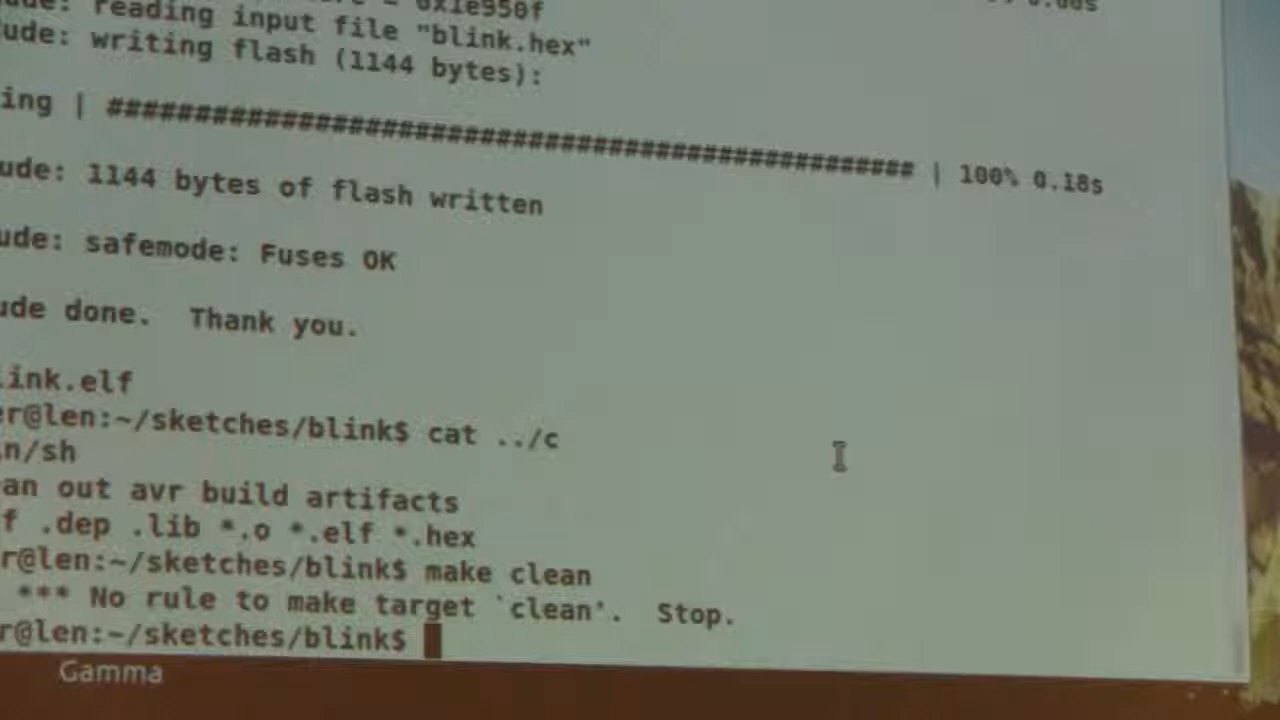 ude: reading input file "blink.hex"
ude: writing flash (1144 bytes):
ing | ################################################## | 100% 0.18s
ude: 1144 bytes of flash written
ude: safemode: Fuses OK
ude done.  Thank you.
ink.elf
er@len:~/sketches/blink$ cat ../c
n/sh
an out avr build artifacts
f .dep .lib *.o *.elf *.hex
r@len:~/sketches/blink$ make clean
*** No rule to make target `clean'.  Stop.
r@len:~/sketches/blink$
Gamma